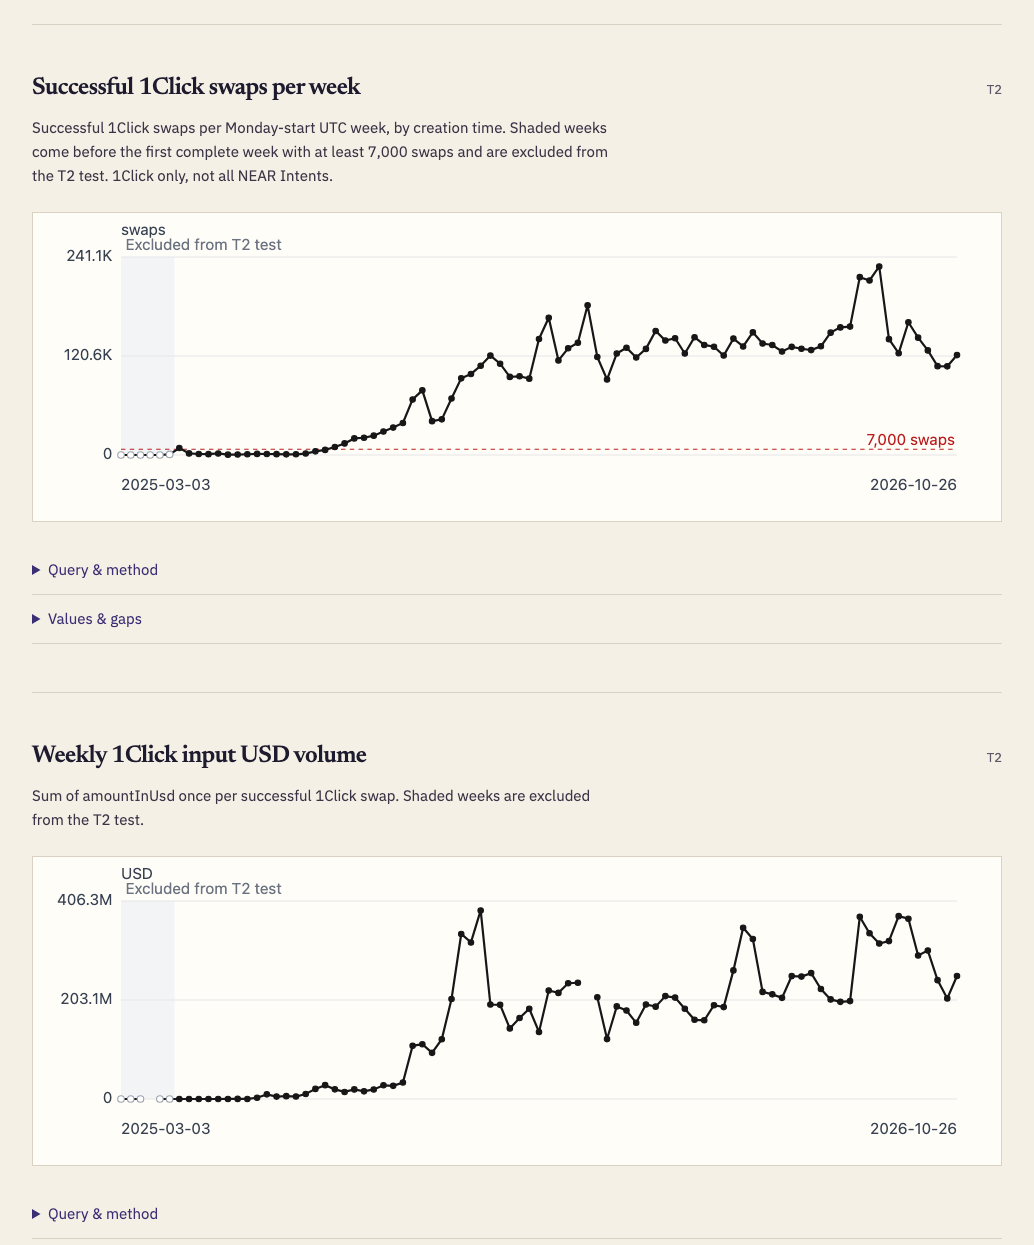 Successful 1Click swaps per week
T2
Successful 1Click swaps per Monday-start UTC week, by creation time. Shaded weeks
come before the first complete week with at least 7,000 swaps and are excluded from
the T2 test. 1Click only, not all NEAR Intents.
swaps
Excluded from T2 test
241.1K
120.6K
7,000 swaps
0
2025-03-03
2026-10-26
Query & method
Values & gaps
Weekly 1Click input USD volume
T2
Sum of amountInUsd once per successful 1Click swap. Shaded weeks are excluded
from the T2 test.
USD
Excluded from T2 test
406.3M
203.1M
0
2025-03-03
2026-10-26
Query & method